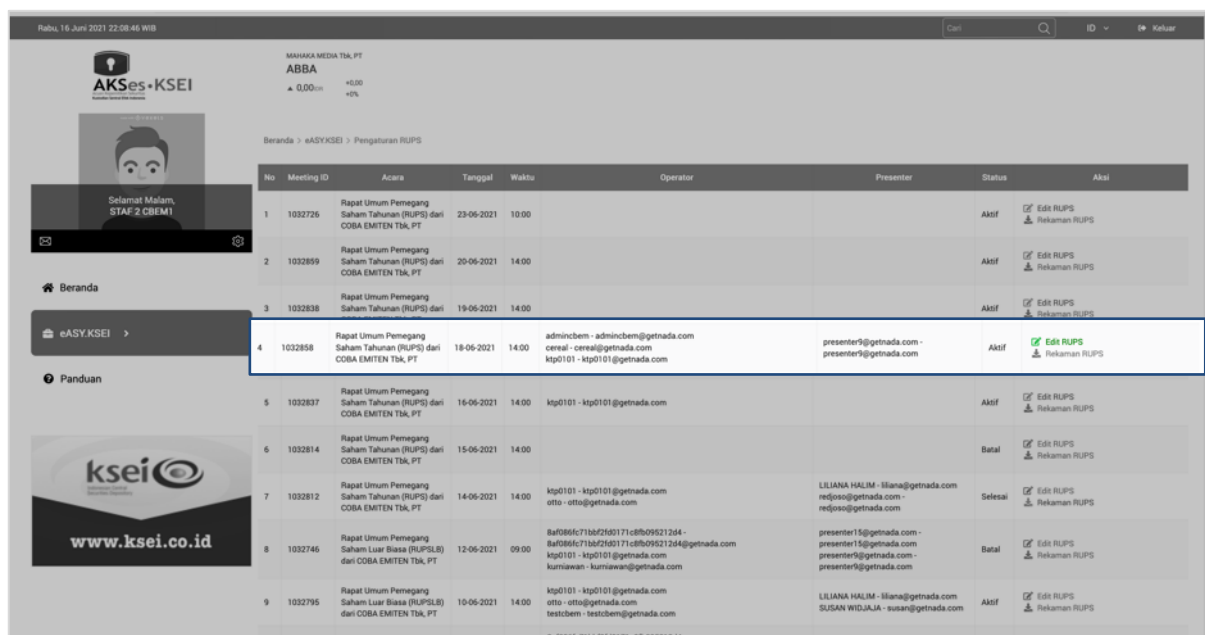 Rabu, 16 Juni 2021 22:08:46 WIB
Cari
ID
Keluar
AKSes•KSEI
MAHAKA MEDIA Tbk, PT
ABBA
0,00
+0,00
+0%
Selamat Malam,
STAF 2 CBEM1
Beranda
eASY.KSEI >
Panduan
ksei
www.ksei.co.id
Beranda > eASY.KSEI > Pengaturan RUPS
No Meeting ID Acara Tanggal Waktu Operator Presenter Status Aksi
Rapat Umum Pemegang
1 1032726 Saham Tahunan (RUPS) dari 23-06-2021 10:00 Aktif Edit RUPS
COBA EMITEN Tbk, PT Rekaman RUPS
Rapat Umum Pemegang
2 1032859 Saham Tahunan (RUPS) dari 20-06-2021 14:00 Aktif Edit RUPS
COBA EMITEN Tbk, PT Rekaman RUPS
Rapat Umum Pemegang
3 1032838 Saham Tahunan (RUPS) dari 19-06-2021 14:00 Aktif Edit RUPS
Rekaman RUPS
Rapat Umum Pemegang admincbem - admincbem@getnada.com
4 1032858 Saham Tahunan (RUPS) dari 18-06-2021 14:00 cereal - cereal@getnada.com presenter9@getnada.com - Aktif Edit RUPS
COBA EMITEN Tbk, PT ktp0101 - ktp0101@getnada.com presenter9@getnada.com Rekaman RUPS
Rapat Umum Pemegang
5 1032837 Saham Tahunan (RUPS) dari 16-06-2021 14:00 ktp0101 - ktp0101@getnada.com Aktif Edit RUPS
COBA EMITEN Tbk, PT Rekaman RUPS
Rapat Umum Pemegang
6 1032814 Saham Tahunan (RUPS) dari 15-06-2021 14:00 Batal Edit RUPS
COBA EMITEN Tbk, PT Rekaman RUPS
Rapat Umum Pemegang LILIANA HALIM - liliana@getnada.com
7 1032812 Saham Tahunan (RUPS) dari 14-06-2021 14:00 ktp0101 - ktp0101@getnada.com redjoso@getnada.com - Selesai Edit RUPS
COBA EMITEN Tbk, PT otto - otto@getnada.com redjoso@getnada.com Rekaman RUPS
8af086fc71bbf2fd0171c8fb095212d4 - presenter15@getnada.com -
Rapat Umum Pemegang 8af086fc71bbf2fd0171c8fb095212d4@getnada.com presenter15@getnada.com
8 1032746 Saham Luar Biasa (RUPSLB) 12-06-2021 09:00 ktp0101 - ktp0101@getnada.com presenter9@getnada.com - Batal Edit RUPS
dari COBA EMITEN Tbk, PT kurniawan - kurniawan@getnada.com presenter9@getnada.com Rekaman RUPS
Rapat Umum Pemegang ktp0101 - ktp0101@getnada.com LILIANA HALIM - liliana@getnada.com
9 1032795 Saham Luar Biasa (RUPSLB) 10-06-2021 14:00 otto - otto@getnada.com SUSAN WIDJAJA - susan@getnada.com Aktif Edit RUPS
dari COBA EMITEN Tbk, PT testcbem - testcbem@getnada.com Rekaman RUPS